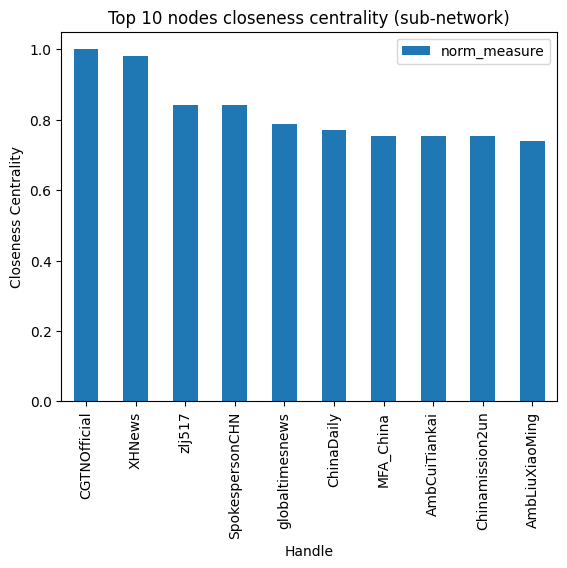 Top 10 nodes closeness centrality (sub-network)
norm_measure
Closeness Centrality
1.0
0.8
0.6
0.4
0.2
0.0
CGTNOfficial
XHNews
zlj517
SpokespersonCHN
globaltimesnews
ChinaDaily
MFA_China
AmbCuiTiankai
Chinamission2un
AmbLiuXiaoMing
Handle